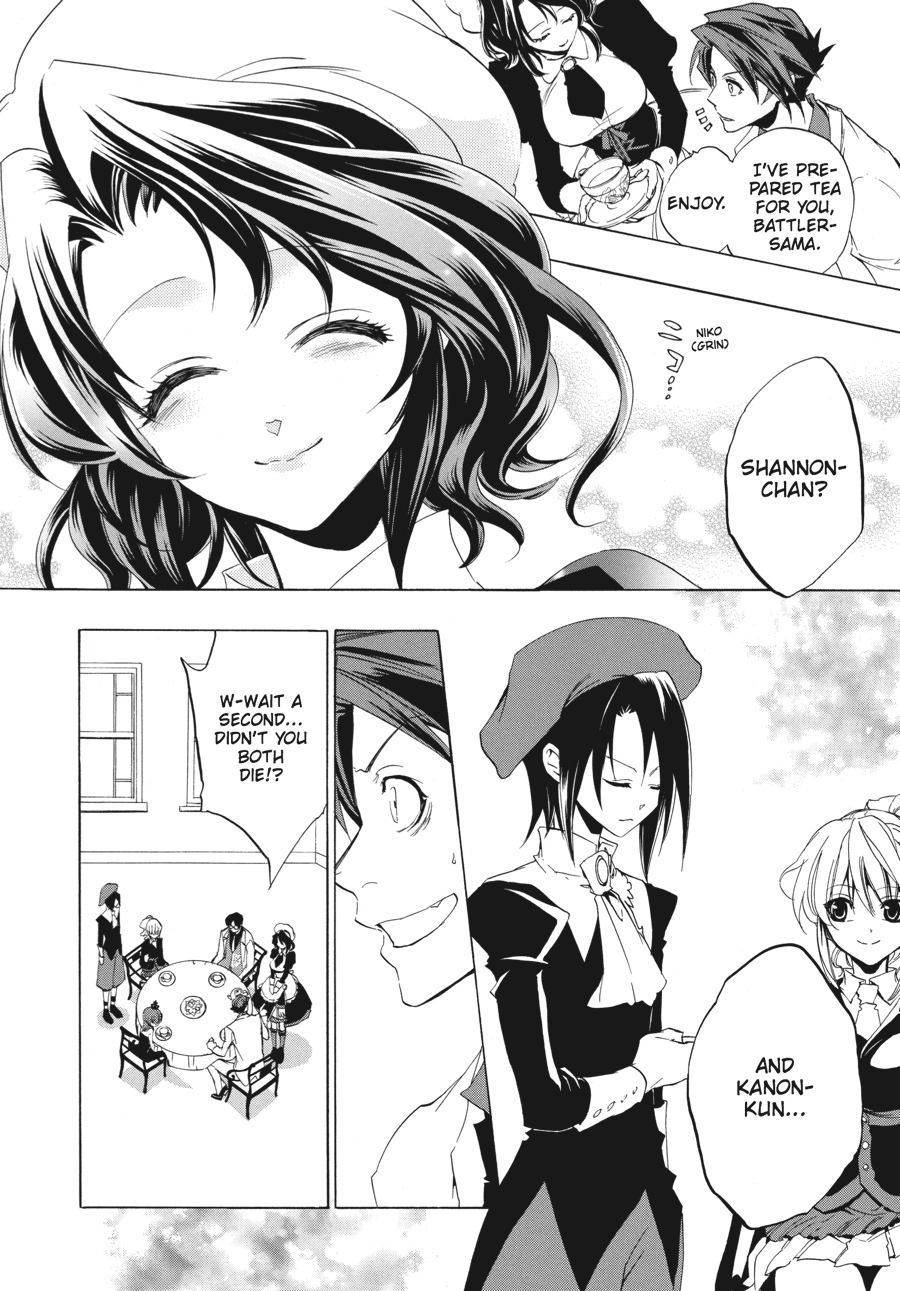 I'VE PRE-
PARED TEA
FOR YOU,
BATTLER-
SAMA.
ENJOY.
NIKO
(GRIN)
SHANNON-
CHAN?
AND
KANON-
KUN...
W-WAIT A
SECOND...
DIDN'T YOU
BOTH
DIE!?